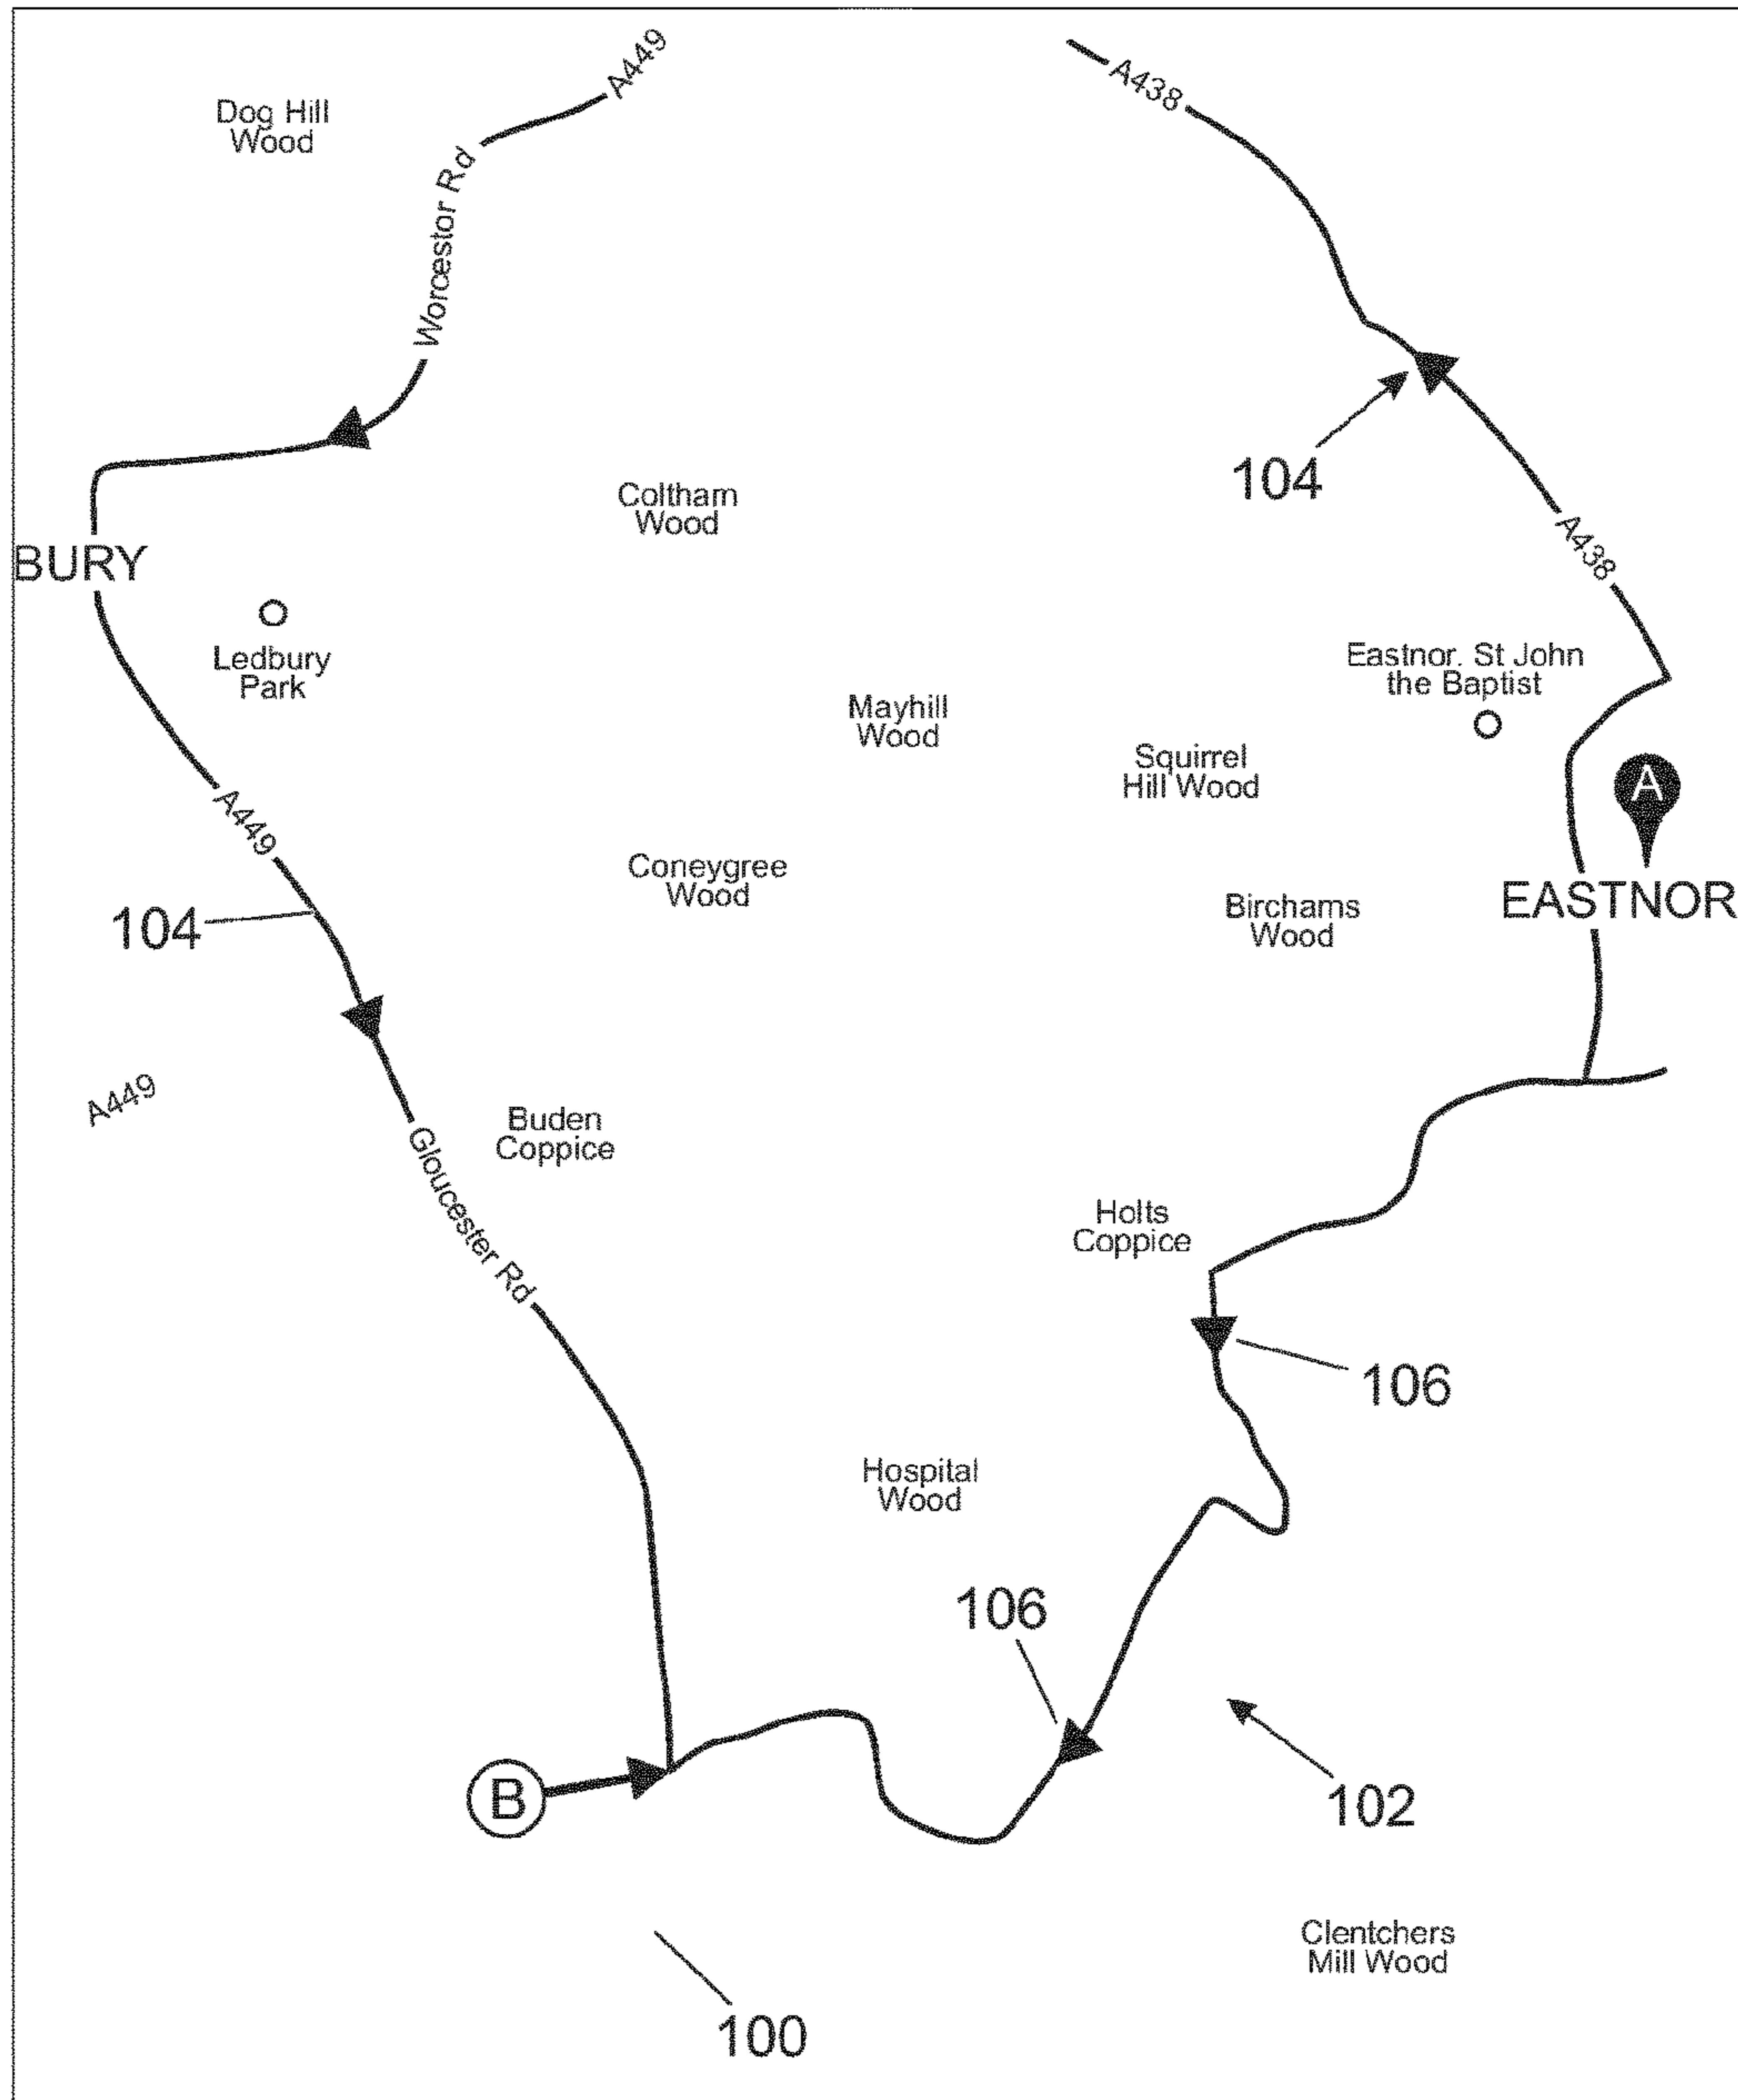 A449
A438
Dog Hill
Wood
Worcestor Rd
104
Coltham
Wood
A438
BURY
Ledbury
Park
Eastnor. St John
the Baptist
Mayhill
Wood
Squirrel
Hill Wood
A
A449
Coneygree
Wood
EASTNOR
Birchams
Wood
104
A449
Buden
Coppice
Gloucester Rd
Holts
Coppice
106
Hospital
Wood
106
B
102
Clentchers
Mill Wood
100